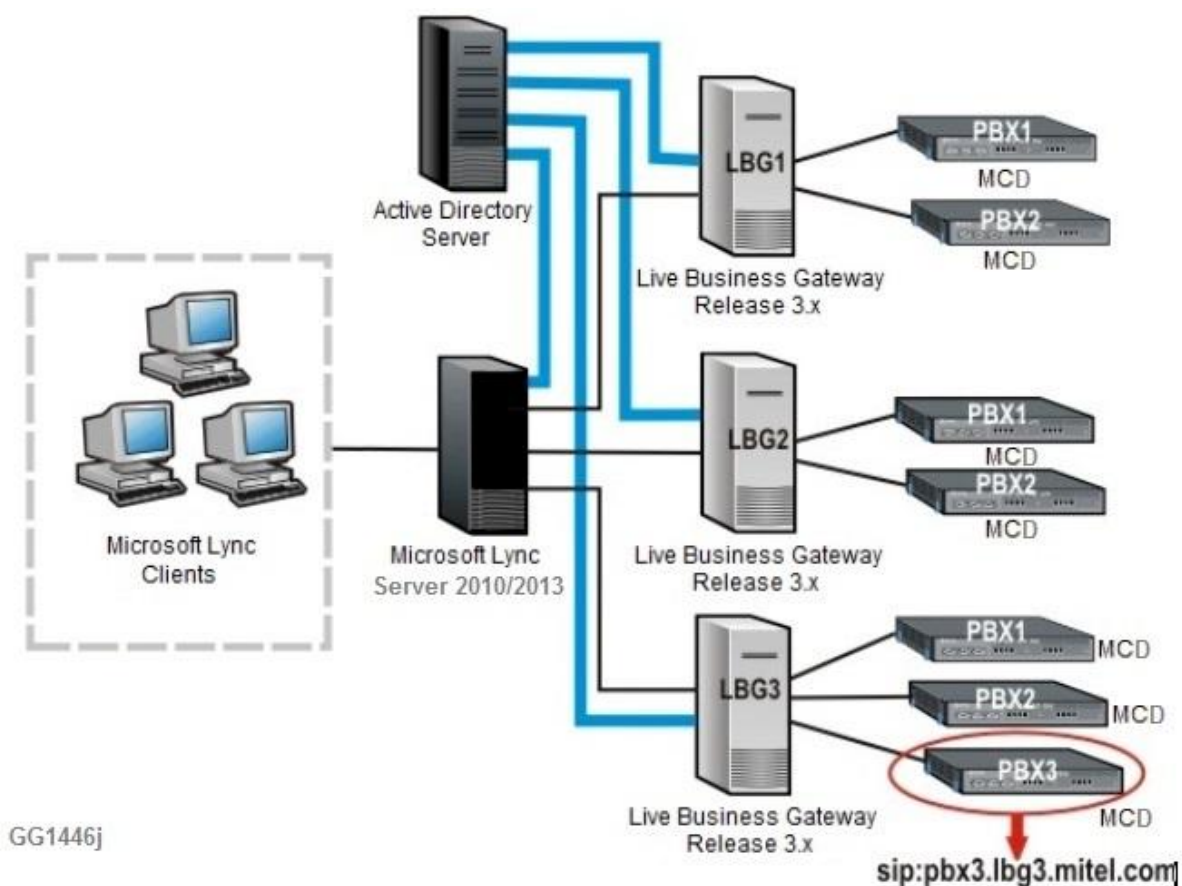 Active Directory
Server
LBG1
Live Business Gateway
Release 3.x
PBX1
MCD
PBX2
MCD
Microsoft Lync
Clients
Microsoft Lync
Server 2010/2013
LBG2
Live Business Gateway
Release 3.x
PBX1
MCD
PBX2
MCD
LBG3
Live Business Gateway
Release 3.x
PBX1
MCD
PBX2
MCD
PBX3
MCD
sip:pbx3.lbg3.mitel.com
GG1446j